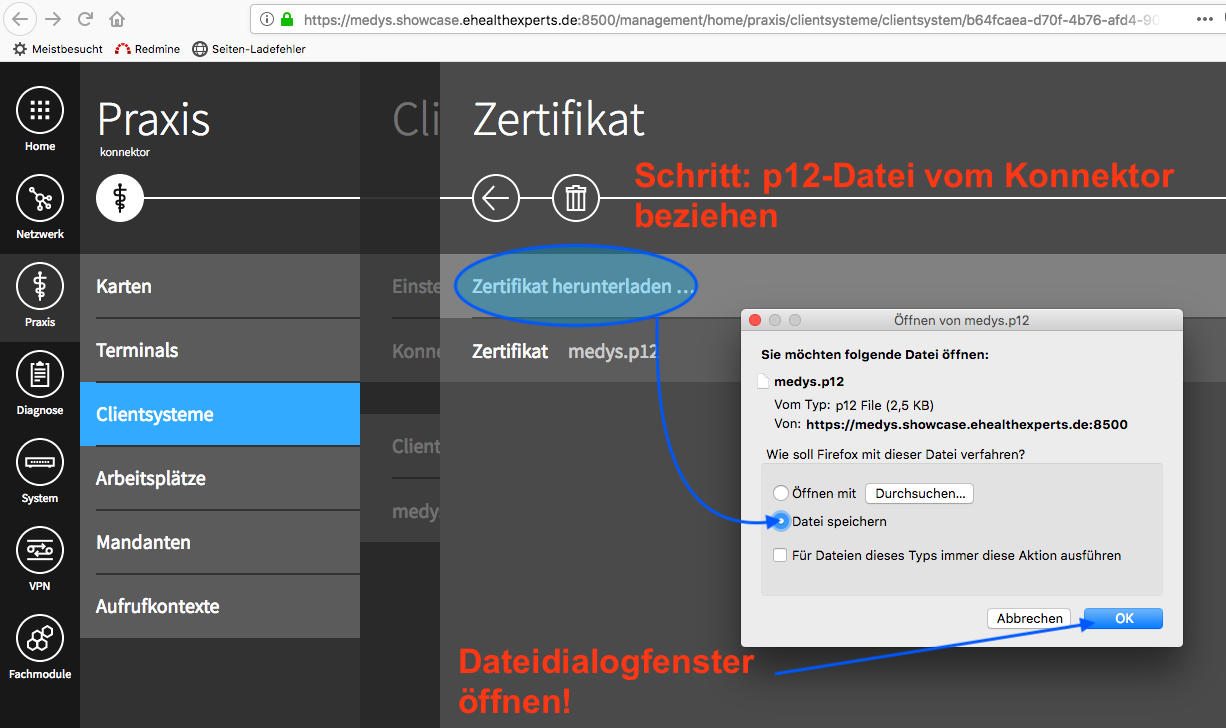 https://medys.showcase.ehealthexperts.de:8500/management/home/praxis/clientsysteme/clientsystem/b64fcaea-d70f-4b76-afd4-90
Meistbesucht Redmine Seiten-Ladefehler
Home
Netzwerk
Praxis
Diagnose
System
VPN
Fachmodule
Praxis
konnektor
Karten
Terminals
Clientsysteme
Arbeitsplätze
Mandanten
Aufrufkontexte
Cli
Einste
Konne
Client
medy
Zertifikat
Schritt: p12-Datei vom Konnektor
beziehen
Zertifikat herunterladen ...
Zertifikat medys.p12
Öffnen von medys.p12
Sie möchten folgende Datei öffnen:
medys.p12
Vom Typ: p12 File (2,5 KB)
Von: https://medys.showcase.ehealthexperts.de:8500
Wie soll Firefox mit dieser Datei verfahren?
Öffnen mit Durchsuchen...
Datei speichern
Für Dateien dieses Typs immer diese Aktion ausführen
Abbrechen OK
Dateidialogfenster
öffnen!